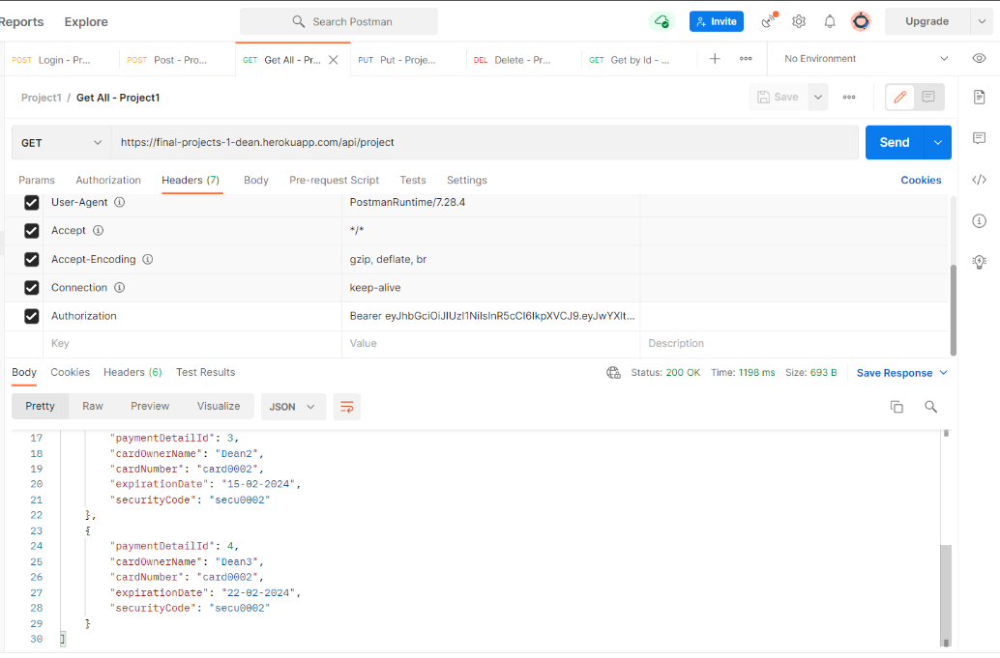 Reports Explore Search Postman Invite Upgrade
POST Login - Pr... POST Post - Pro... GET Get All - Pr... PUT Put - Proje... DEL Delete - Pr... GET Get by Id - ... No Environment
Project1 / Get All - Project1 Save
GET https://final-projects-1-dean.herokuapp.com/api/project Send
Params Authorization Headers (7) Body Pre-request Script Tests Settings Cookies
User-Agent PostmanRuntime/7.28.4
Accept */*
Accept-Encoding gzip, deflate, br
Connection keep-alive
Authorization Bearer eyJhbGciOiJIUzI1NiIsInR5cCI6IkpXVCJ9.eyJwYXlt...
Key Value Description
Body Cookies Headers (6) Test Results Status: 200 OK Time: 1198 ms Size: 693 B Save Response
Pretty Raw Preview Visualize JSON
17 "paymentDetailId": 3,
18 "cardOwnerName": "Dean2",
19 "cardNumber": "card0002",
20 "expirationDate": "15-02-2024",
21 "securityCode": "secu0002"
22 },
23 {
24 "paymentDetailId": 4,
25 "cardOwnerName": "Dean3",
26 "cardNumber": "card0002",
27 "expirationDate": "22-02-2024",
28 "securityCode": "secu0002"
29 }
30 ]